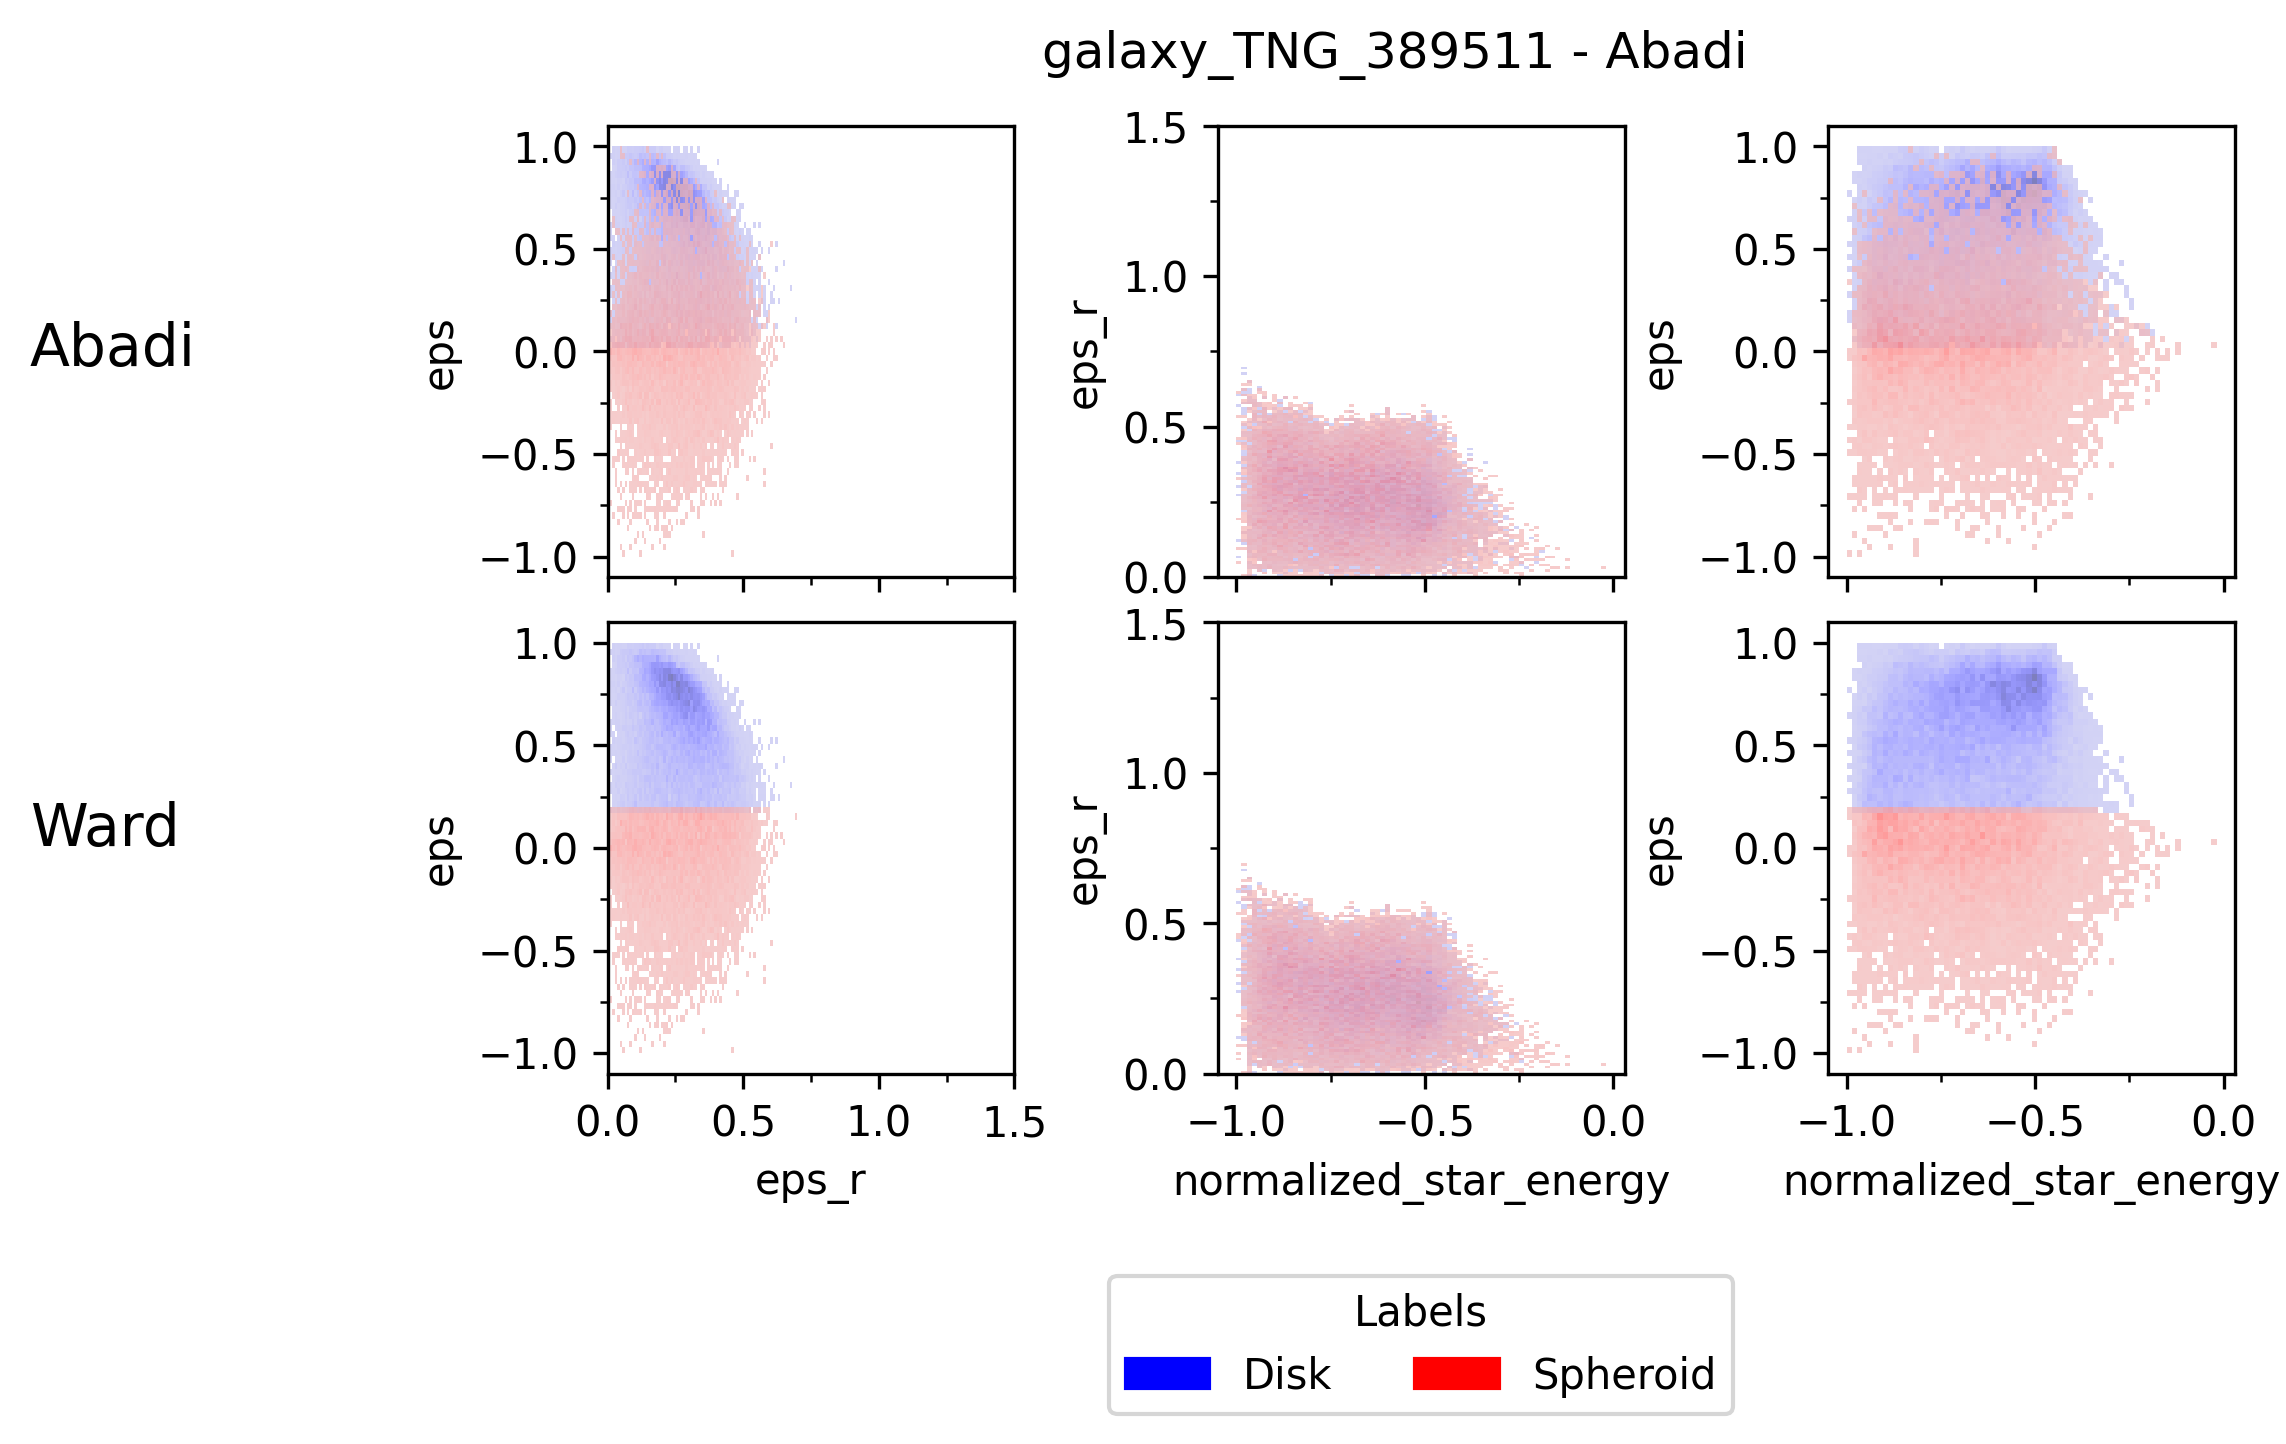 galaxy_TNG_389511 - Abadi
Abadi
eps
1.0
0.5
0.0
−0.5
−1.0
eps_r
1.5
1.0
0.5
0.0
eps
1.0
0.5
0.0
−0.5
−1.0
Ward
eps
1.0
0.5
0.0
−0.5
−1.0
0.0 0.5 1.0 1.5
eps_r
eps_r
1.5
1.0
0.5
0.0
−1.0 −0.5 0.0
normalized_star_energy
eps
1.0
0.5
0.0
−0.5
−1.0
−1.0 −0.5 0.0
normalized_star_energy
Labels
Disk Spheroid